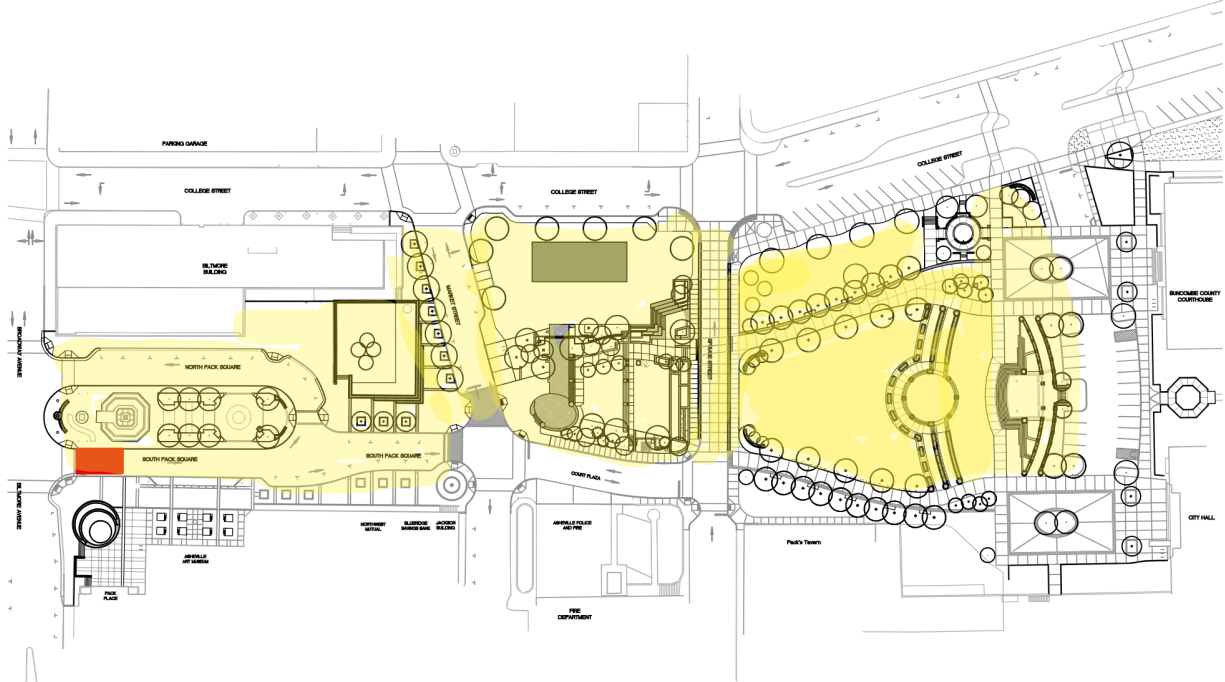 PARKING GARAGE
COLLEGE STREET
COLLEGE STREET
COLLEGE STREET
BILTMORE
BUILDING
MARKET STREET
BUNCOMBE COUNTY
COURTHOUSE
BROADWAY AVENUE
NORTH PACK SQUARE
SPRUCE STREET
SOUTH PACK SQUARE
SOUTH PACK SQUARE
COURT PLAZA
BILTMORE AVENUE
NORTHWEST
MUTUAL
BLUERIDGE
SAVINGS BANK
JACKSON
BUILDING
ASHEVILLE POLICE
AND FIRE
CITY HALL
Pack's Tavern
ASHEVILLE
ART MUSEUM
PACK
PLACE
FIRE
DEPARTMENT